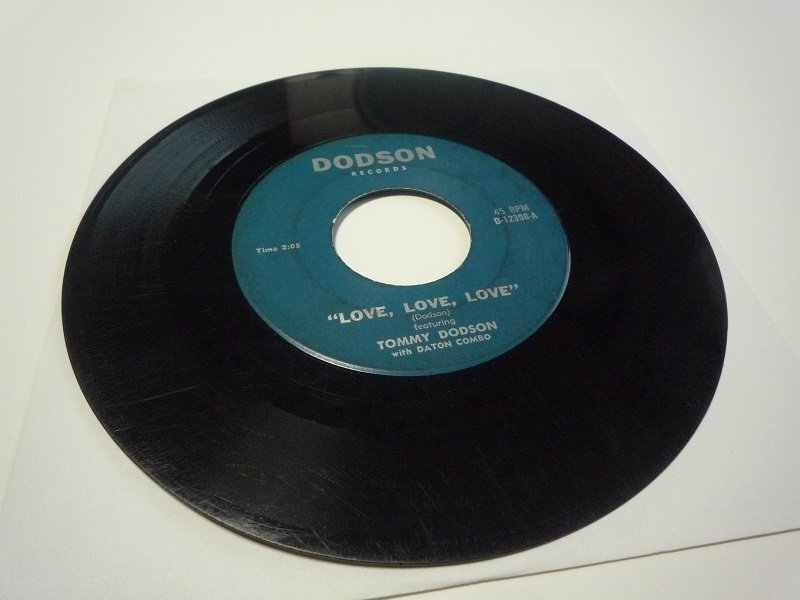 DODSON
RECORDS
45 RPM
D-12398-A
Time 2:05
"LOVE, LOVE, LOVE"
(Dodson)
featuring
TOMMY DODSON
with DATON COMBO